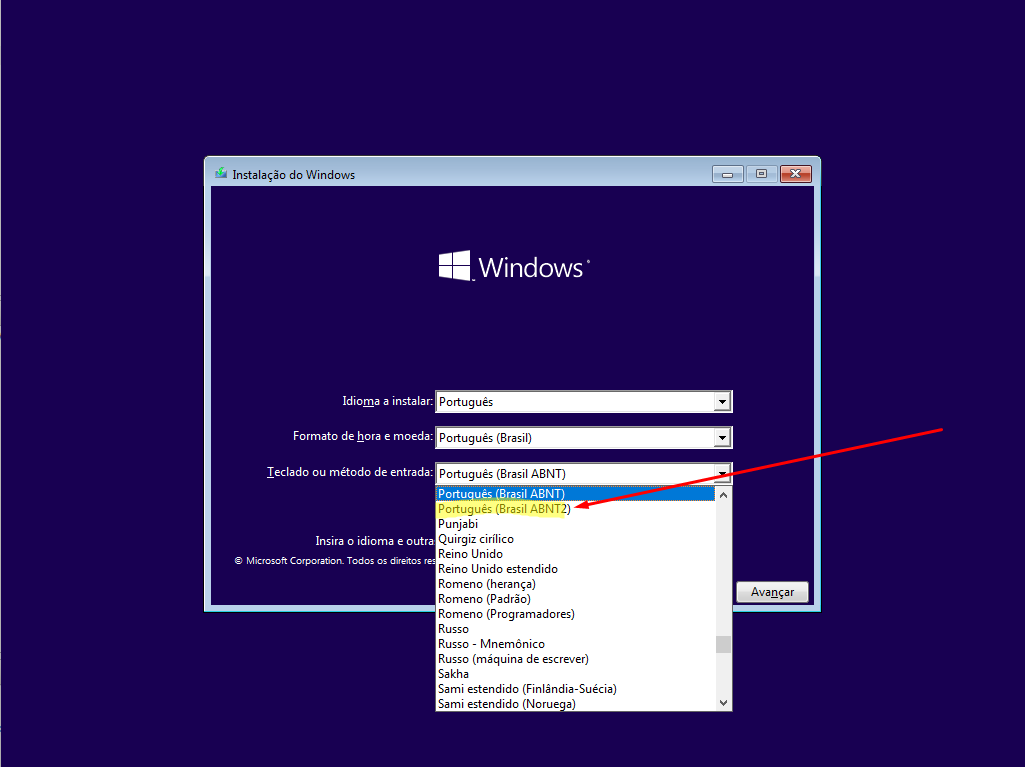 Instalação do Windows
Windows
Idioma a instalar: Português
Formato de hora e moeda: Português (Brasil)
Teclado ou método de entrada: Português (Brasil ABNT)
Português (Brasil ABNT)
Português (Brasil ABNT2)
Punjabi
Quirgiz cirílico
Insira o idioma e outra
Reino Unido
© Microsoft Corporation. Todos os direitos res
Reino Unido estendido
Romeno (herança)
Romeno (Padrão)
Avançar
Romeno (Programadores)
Russo
Russo - Mnemônico
Russo (máquina de escrever)
Sakha
Sami estendido (Finlândia-Suécia)
Sami estendido (Noruega)